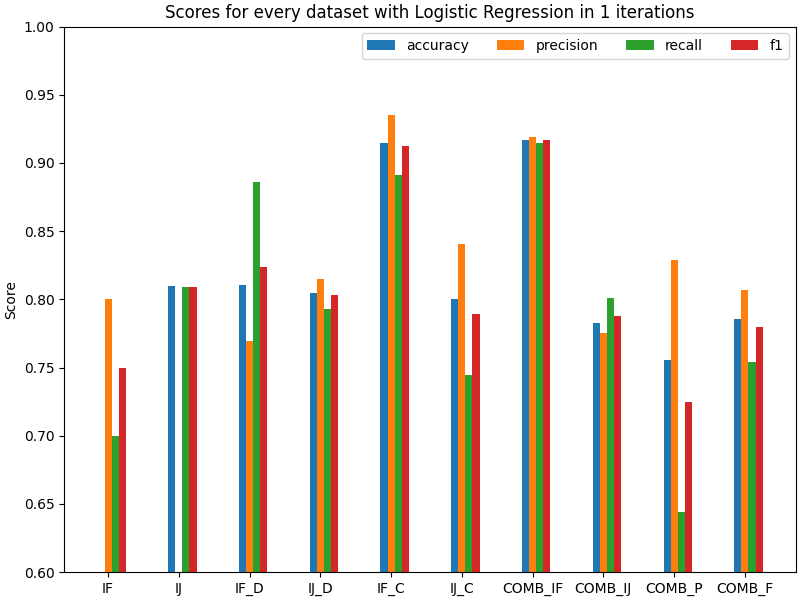 Scores for every dataset with Logistic Regression in 1 iterations
accuracy precision recall f1
Score
1.00
0.95
0.90
0.85
0.80
0.75
0.70
0.65
0.60
IF IJ IF_D IJ_D IF_C IJ_C COMB_IF COMB_IJ COMB_P COMB_F